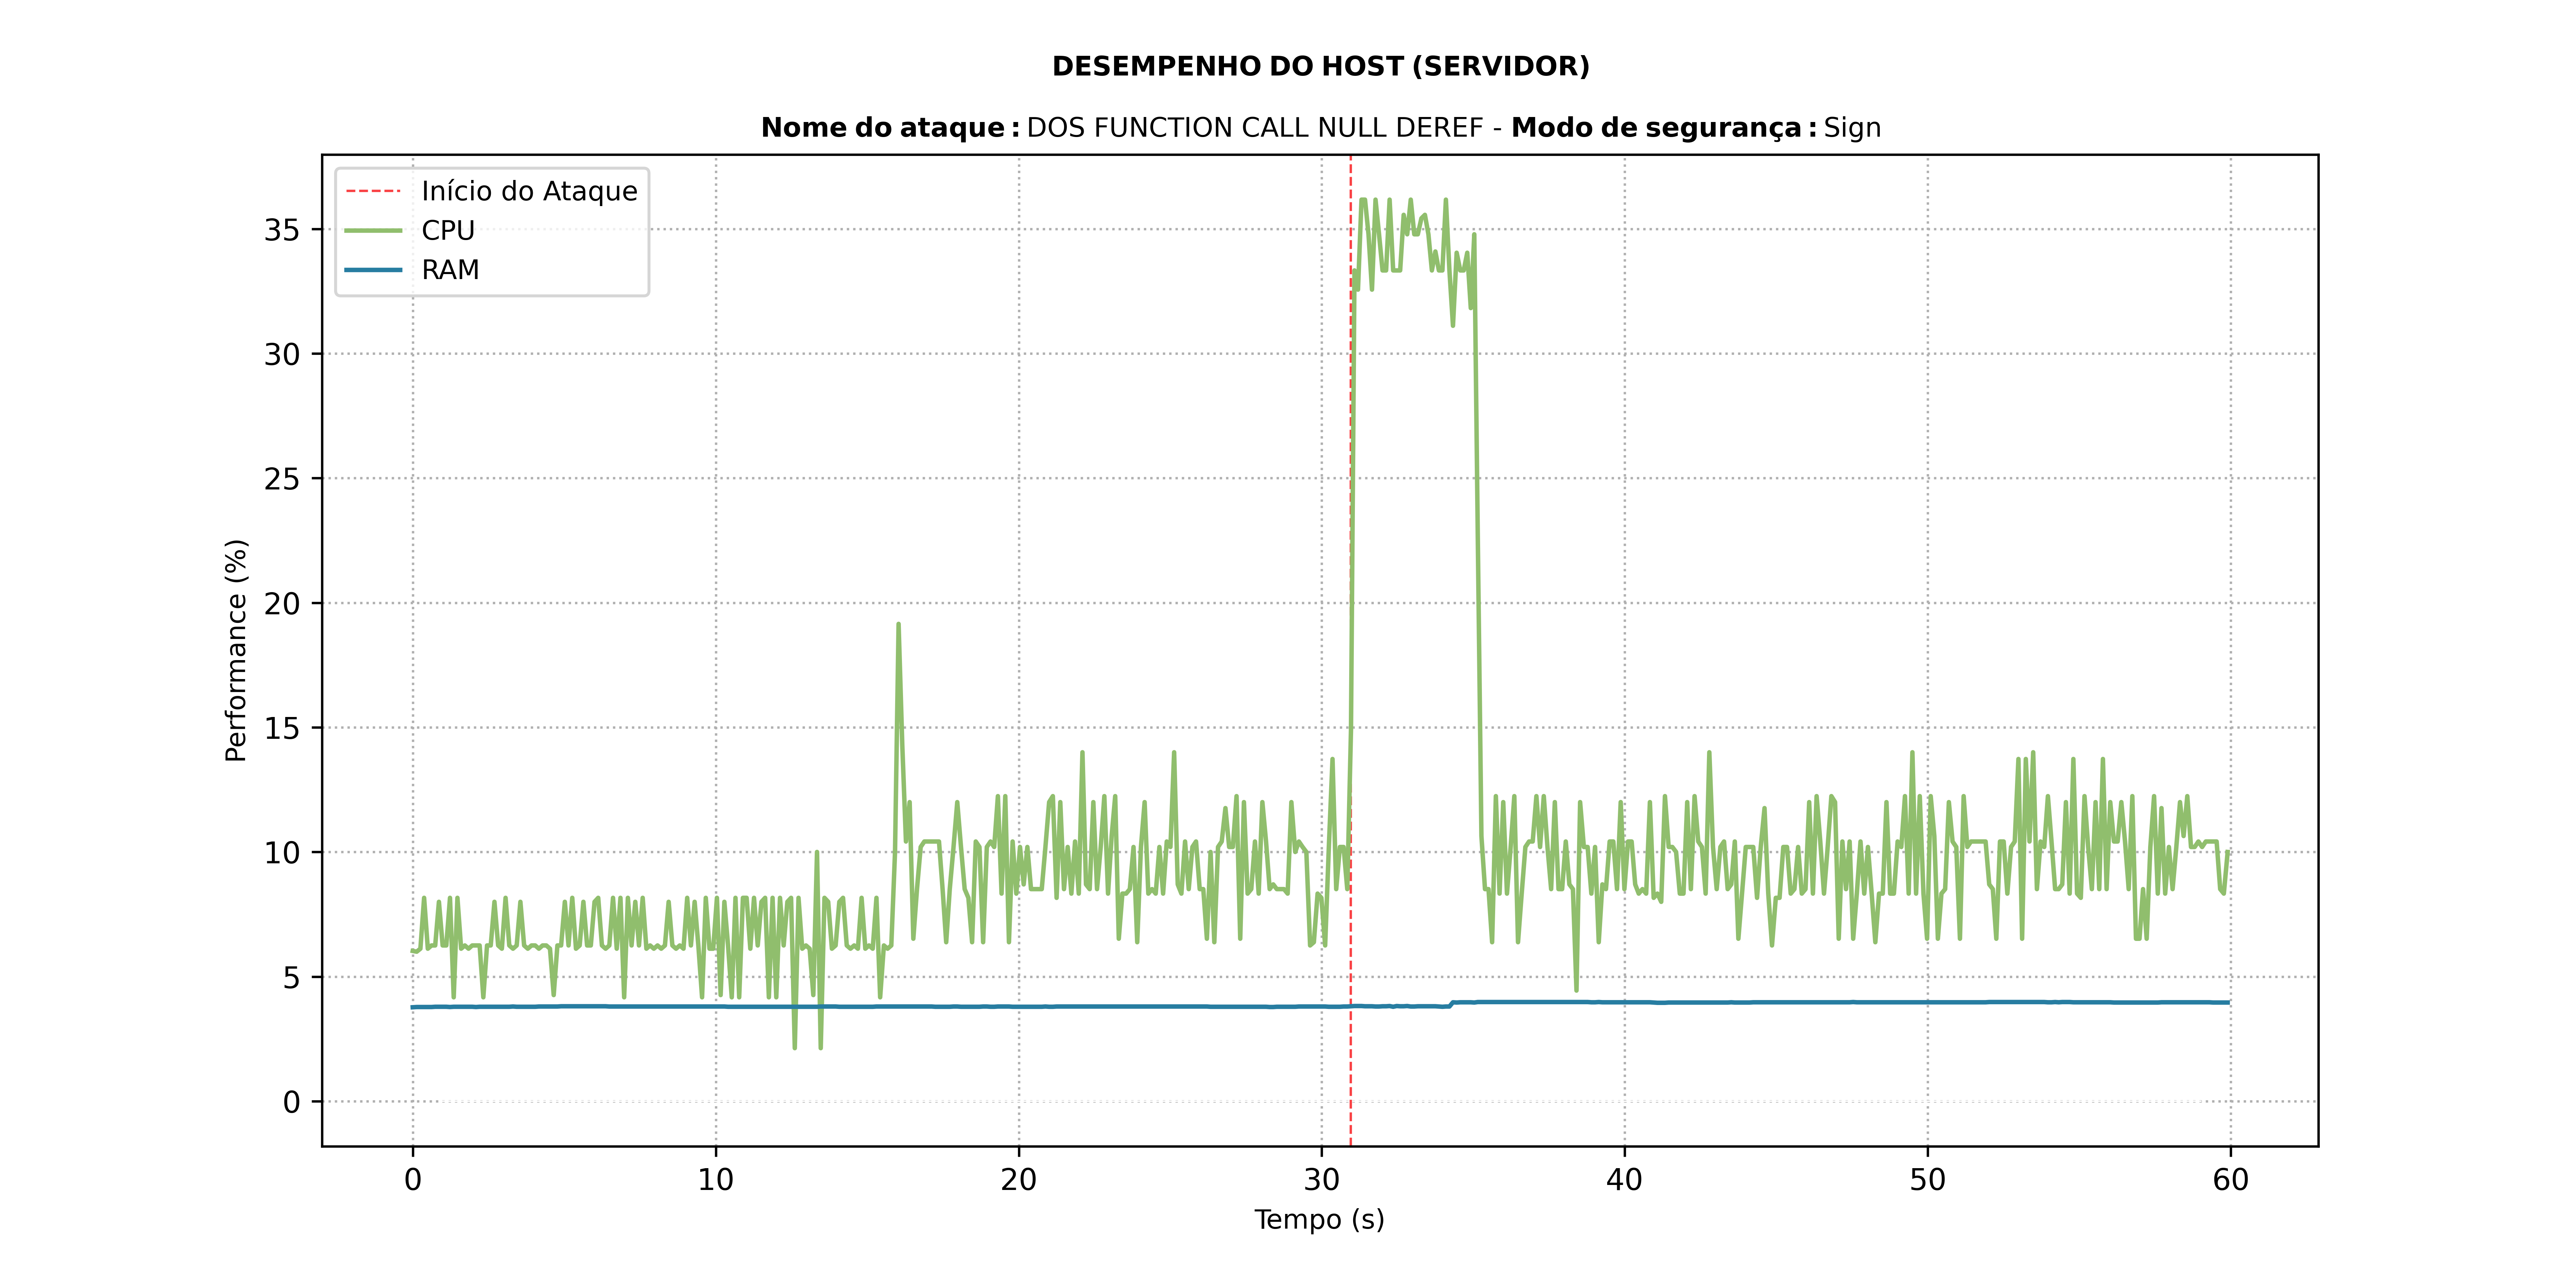 DESEMPENHO DO HOST (SERVIDOR)
Nome do ataque: DOS FUNCTION CALL NULL DEREF - Modo de segurança: Sign
Início do Ataque
CPU
RAM
35
30
25
20
15
10
5
0
Performance (%)
0 10 20 30 40 50 60
Tempo (s)